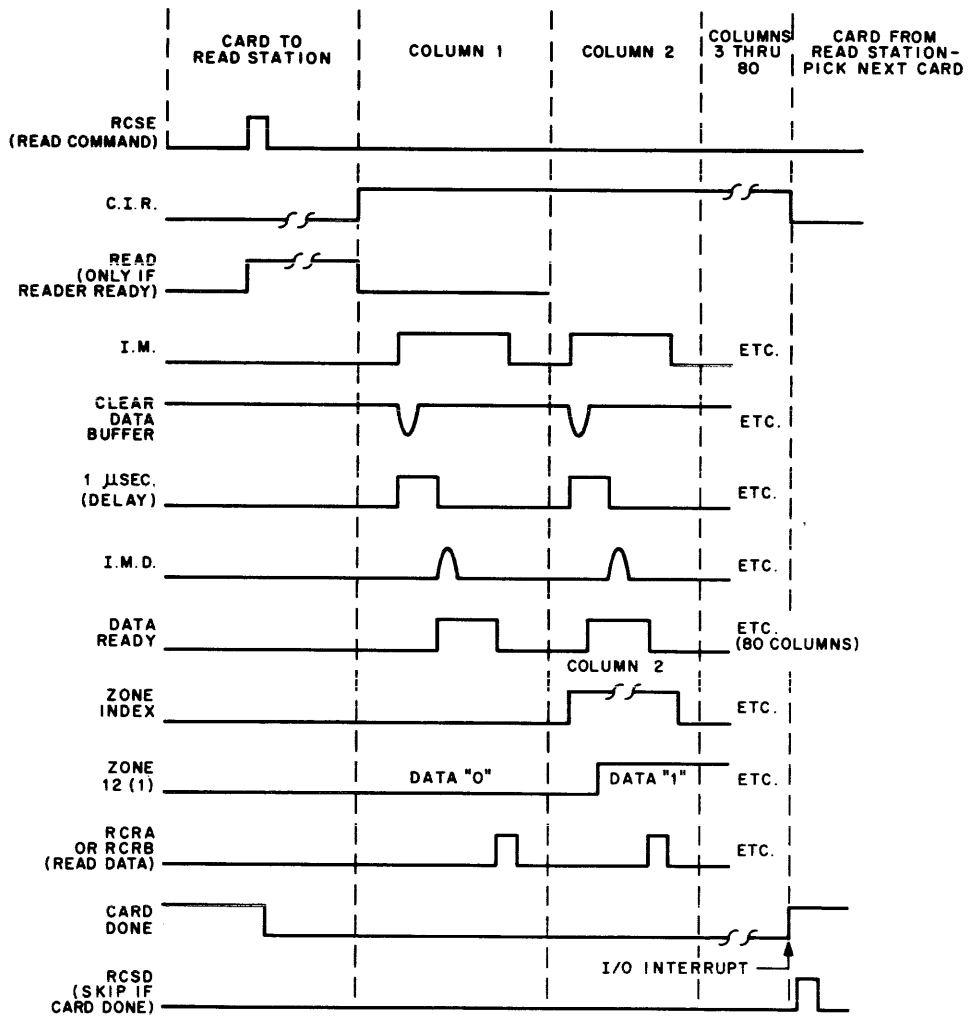 CARD TO
READ STATION
COLUMN 1
COLUMN 2
COLUMNS
3 THRU
80
CARD FROM
READ STATION-
PICK NEXT CARD
RCSE
(READ COMMAND)
C.I.R.
READ
(ONLY IF
READER READY)
I.M.
ETC.
CLEAR
DATA
BUFFER
ETC.
1 μSEC.
(DELAY)
ETC.
I.M.D.
ETC.
DATA
READY
ETC.
(80 COLUMNS)
COLUMN 2
ZONE
INDEX
ETC.
ZONE
12 (1)
DATA "0"
DATA "1"
ETC.
RCRA
OR RCRB
(READ DATA)
ETC.
CARD
DONE
I/O INTERRUPT
RCSD
(SKIP IF
CARD DONE)